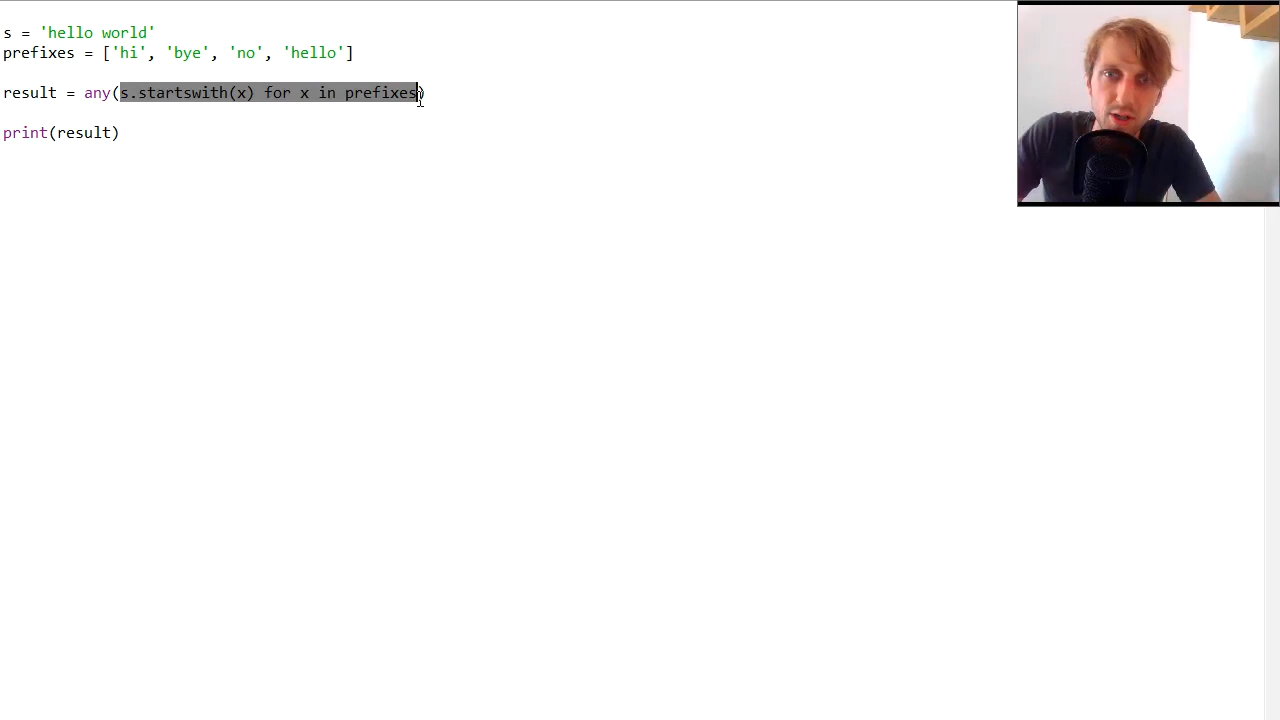 s = 'hello world'
prefixes = ['hi', 'bye', 'no', 'hello']
result = any(s.startswith(x) for x in prefixes)
print(result)